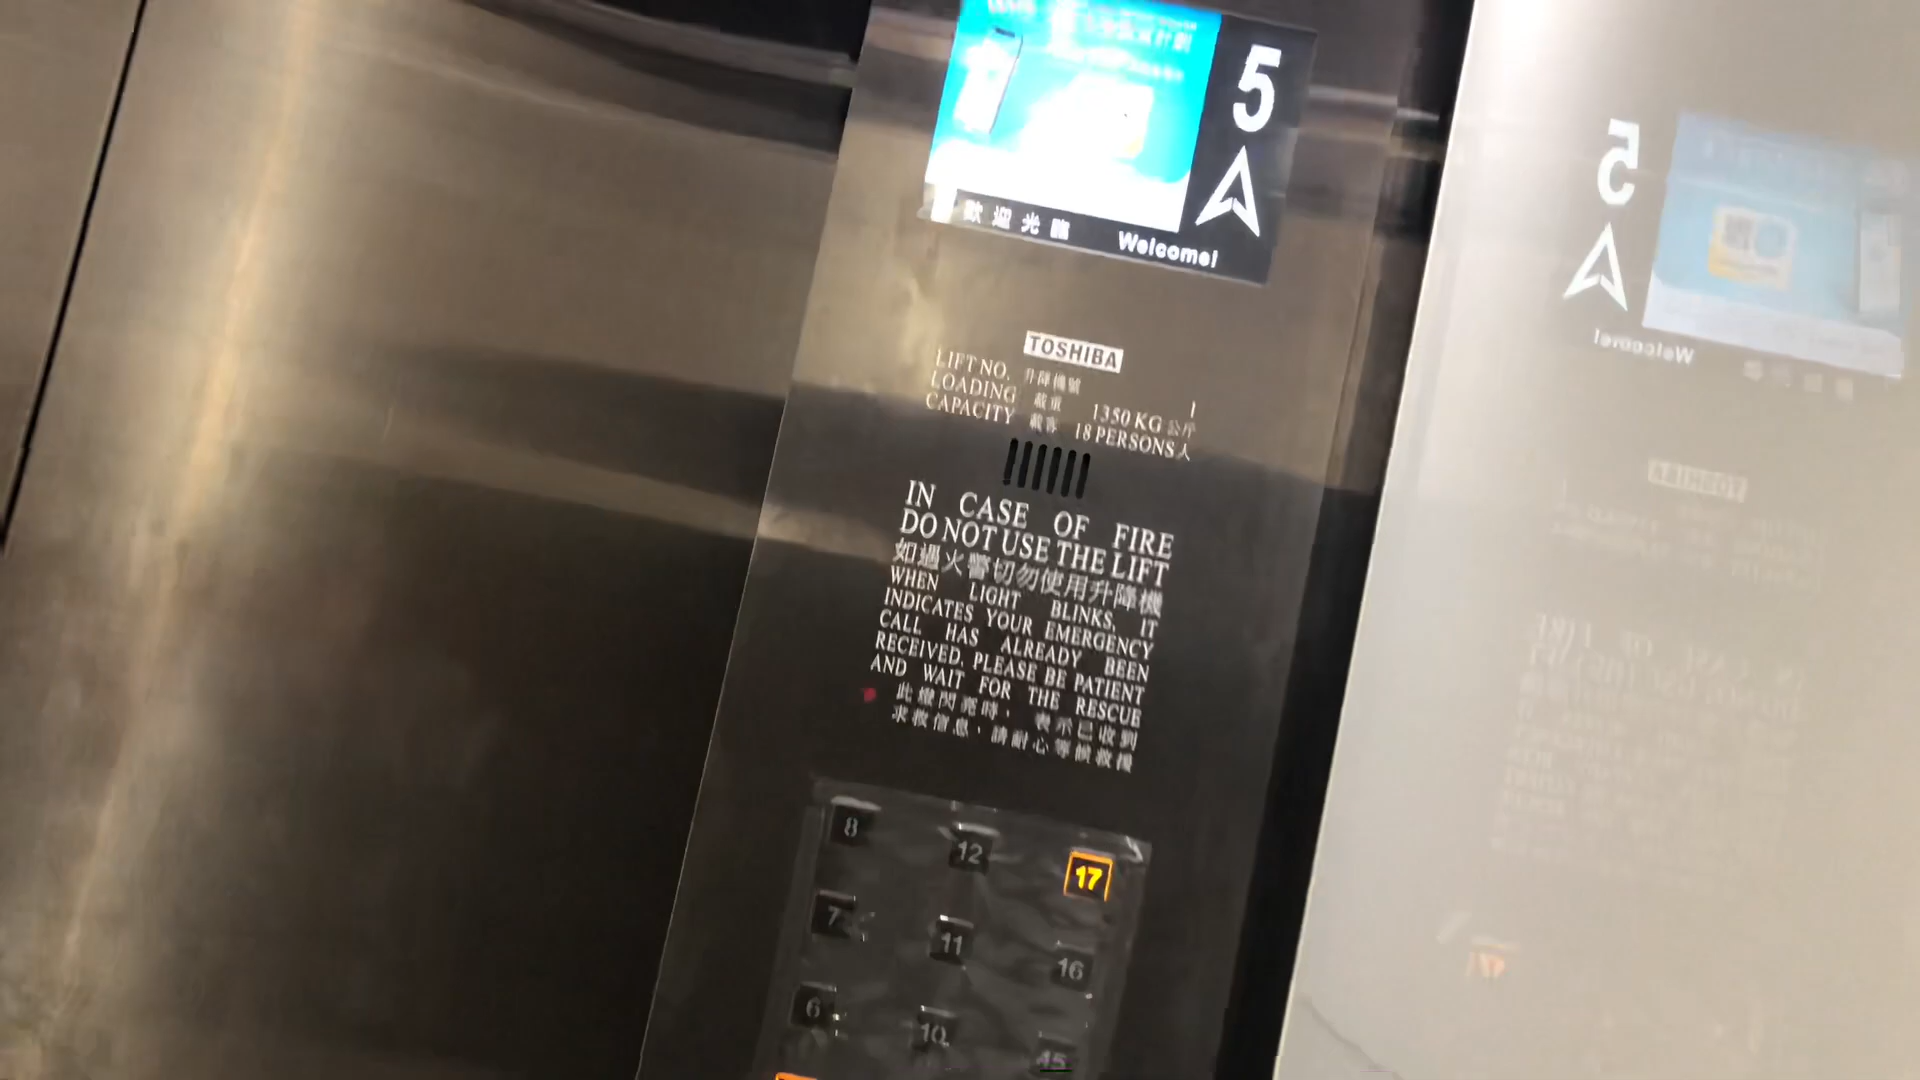 5
歡迎光臨 Welcome!
TOSHIBA
LIFT NO. 升降機號 1
LOADING 載重 1350 KG 公斤
CAPACITY 載客 18 PERSONS 人
IN CASE OF FIRE
DO NOT USE THE LIFT
如遇火警切勿使用升降機
WHEN LIGHT BLINKS, IT
INDICATES YOUR EMERGENCY
CALL HAS ALREADY BEEN
RECEIVED. PLEASE BE PATIENT
AND WAIT FOR THE RESCUE
此燈閃亮時，表示已收到
求救信息，請耐心等候救援
8 12 17
7 11 16
6 10 15